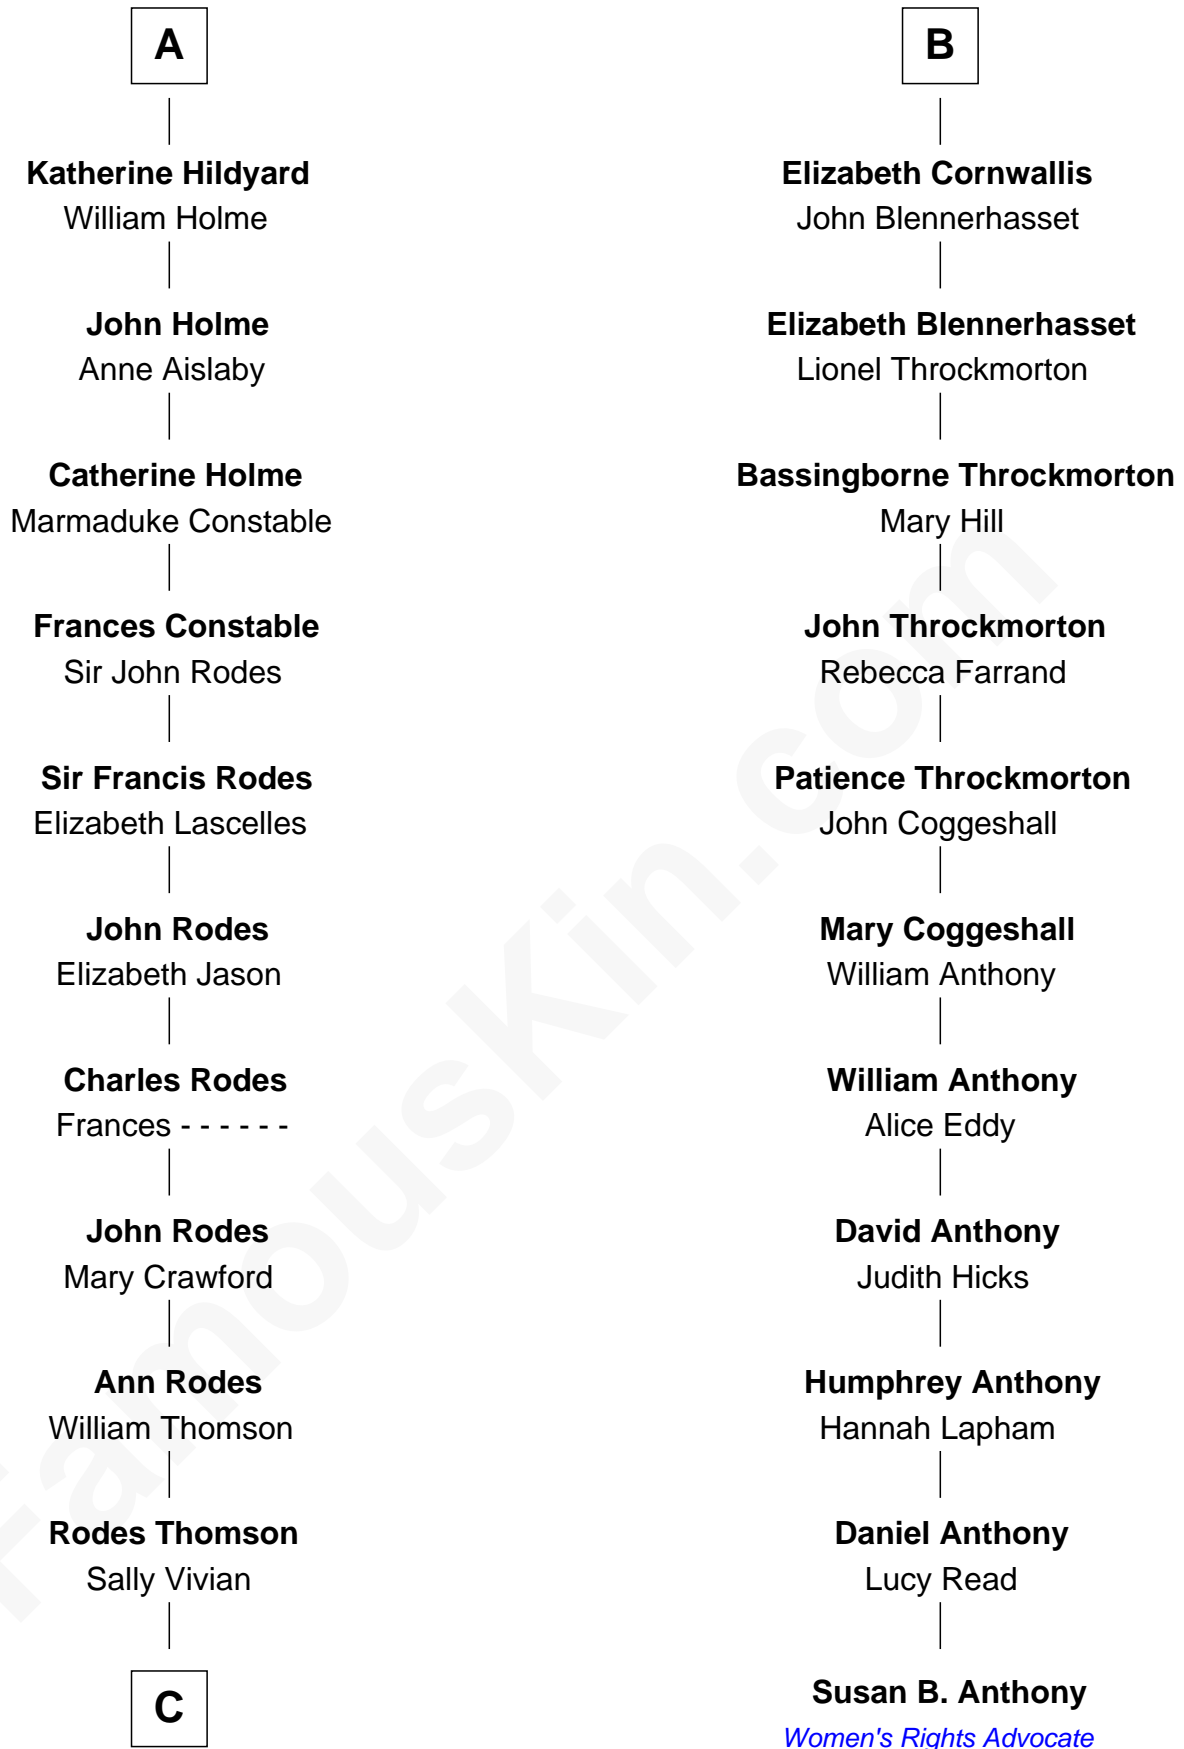 A
Katherine Hildyard
William Holme
John Holme
Anne Aislaby
Catherine Holme
Marmaduke Constable
Frances Constable
Sir John Rodes
Sir Francis Rodes
Elizabeth Lascelles
John Rodes
Elizabeth Jason
Charles Rodes
Frances - - - - - -
John Rodes
Mary Crawford
Ann Rodes
William Thomson
Rodes Thomson
Sally Vivian
C
B
Elizabeth Cornwallis
John Blennerhasset
Elizabeth Blennerhasset
Lionel Throckmorton
Bassingborne Throckmorton
Mary Hill
John Throckmorton
Rebecca Farrand
Patience Throckmorton
John Coggeshall
Mary Coggeshall
William Anthony
William Anthony
Alice Eddy
David Anthony
Judith Hicks
Humphrey Anthony
Hannah Lapham
Daniel Anthony
Lucy Read
Susan B. Anthony
Women's Rights Advocate
FamousKin.com